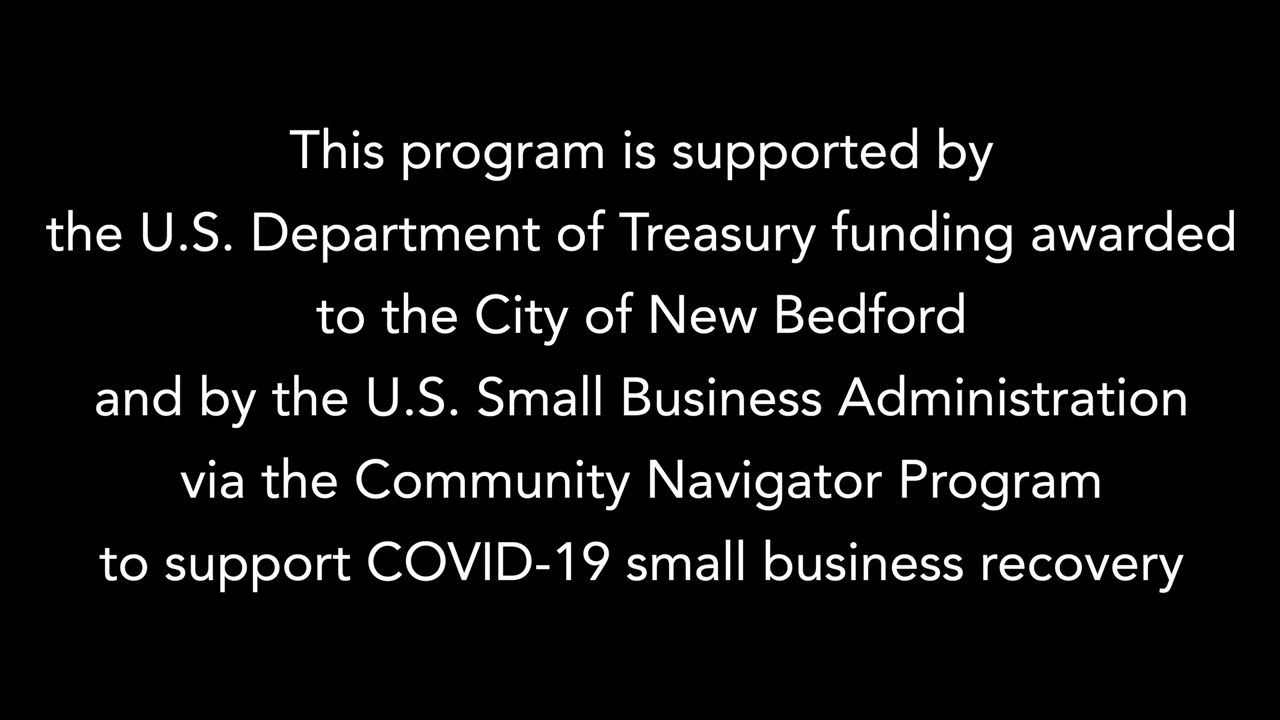 This program is supported by
the U.S. Department of Treasury funding awarded
to the City of New Bedford
and by the U.S. Small Business Administration
via the Community Navigator Program
to support COVID-19 small business recovery